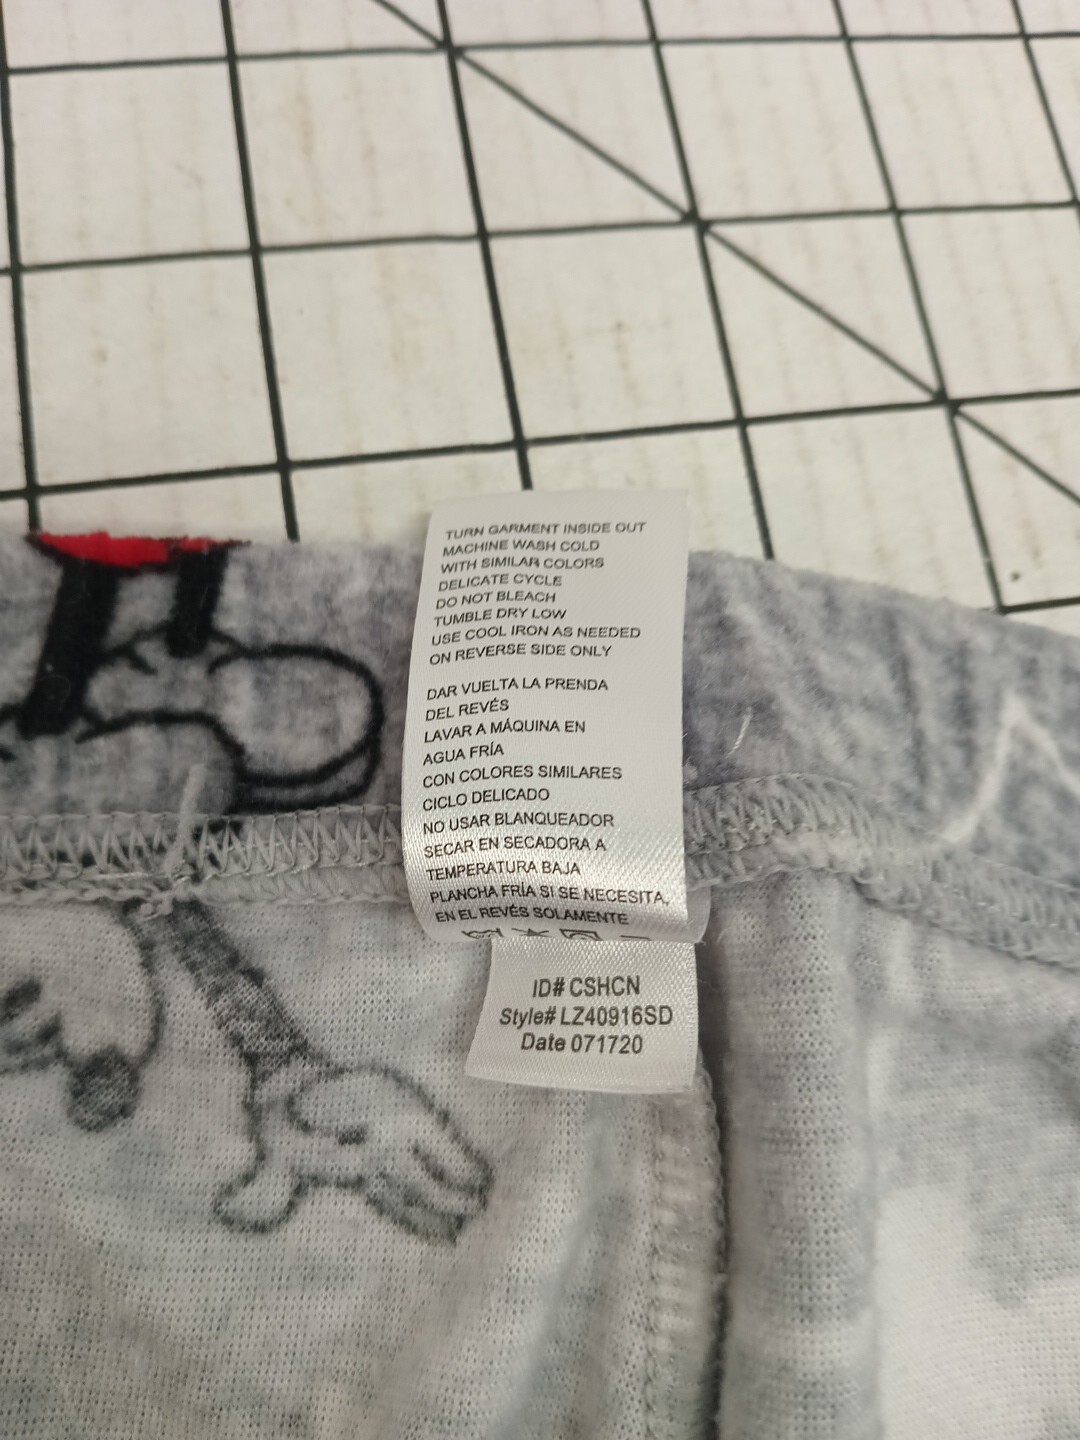 TURN GARMENT INSIDE OUT
MACHINE WASH COLD
WITH SIMILAR COLORS
DELICATE CYCLE
DO NOT BLEACH
TUMBLE DRY LOW
USE COOL IRON AS NEEDED
ON REVERSE SIDE ONLY
DAR VUELTA LA PRENDA
DEL REVÉS
LAVAR A MÁQUINA EN
AGUA FRÍA
CON COLORES SIMILARES
CICLO DELICADO
NO USAR BLANQUEADOR
SECAR EN SECADORA A
TEMPERATURA BAJA
PLANCHA FRÍA SI SE NECESITA,
EN EL REVÉS SOLAMENTE
ID# CSHCN
Style# LZ40916SD
Date 071720